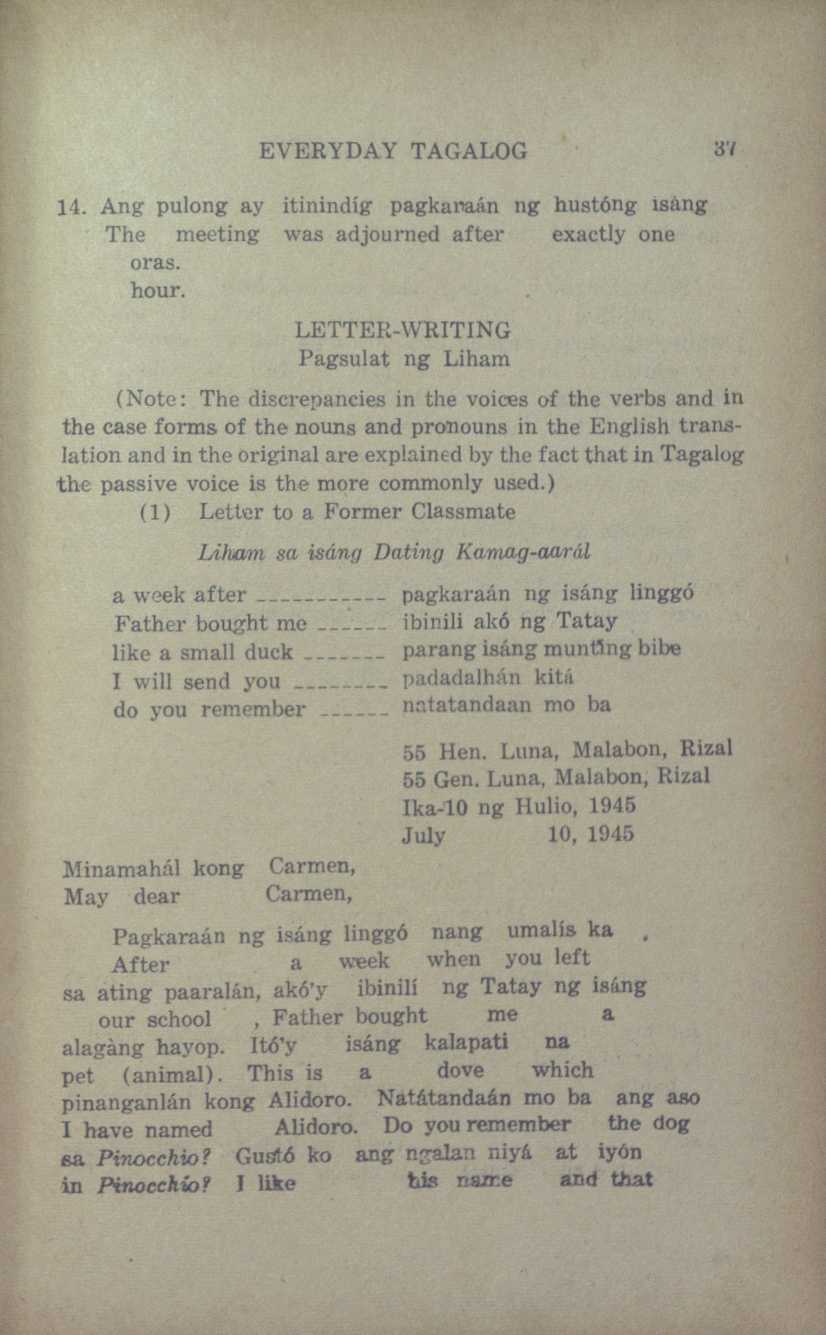 EVERYDAY TAGALOG 37
14. Ang pulong ay itinindíg pagkaraán ng hustóng isàng
The meeting was adjourned after exactly one
oras.
hour.
LETTER-WRITING
Pagsulat ng Liham
(Note: The discrepancies in the voices of the verbs and in
the case forms of the nouns and pronouns in the English trans-
lation and in the original are explained by the fact that in Tagalog
the passive voice is the more commonly used.)
(1) Letter to a Former Classmate
Liham sa isáng Dating Kamag-aarál
a week after ----------- pagkaraán ng isáng linggó
Father bought me ------ ibinili akó ng Tatay
like a small duck ------- parang isáng munting bibe
I will send you -------- padadalhán kitá
do you remember ------ natatandaan mo ba
55 Hen. Luna, Malabon, Rizal
55 Gen. Luna, Malabon, Rizal
Ika-10 ng Hulio, 1945
July 10, 1945
Minamahál kong Carmen,
May dear Carmen,
Pagkaraán ng isáng linggó nang umalís ka
After a week when you left
sa ating paaralán, akó'y ibinilí ng Tatay ng isáng
our school , Father bought me a
alagàng hayop. Itó'y isáng kalapati na
pet (animal). This is a dove which
pinanganlán kong Alidoro. Natátandaán mo ba ang aso
I have named Alidoro. Do you remember the dog
sa Pinocchio? Gustó ko ang ngalan niyá at iyón
in Pinocchio? I like his name and that